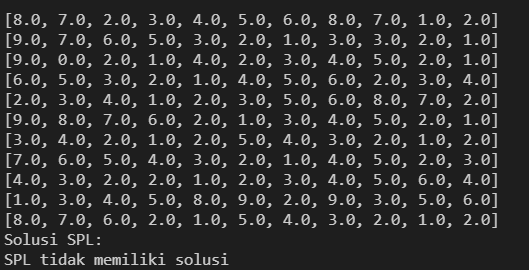 [8.0, 7.0, 2.0, 3.0, 4.0, 5.0, 6.0, 8.0, 7.0, 1.0, 2.0]
[9.0, 7.0, 6.0, 5.0, 3.0, 2.0, 1.0, 3.0, 3.0, 2.0, 1.0]
[9.0, 0.0, 2.0, 1.0, 4.0, 2.0, 3.0, 4.0, 5.0, 2.0, 1.0]
[6.0, 5.0, 3.0, 2.0, 1.0, 4.0, 5.0, 6.0, 2.0, 3.0, 4.0]
[2.0, 3.0, 4.0, 1.0, 2.0, 3.0, 5.0, 6.0, 8.0, 7.0, 2.0]
[9.0, 8.0, 7.0, 6.0, 2.0, 1.0, 3.0, 4.0, 5.0, 2.0, 1.0]
[3.0, 4.0, 2.0, 1.0, 2.0, 5.0, 4.0, 3.0, 2.0, 1.0, 2.0]
[7.0, 6.0, 5.0, 4.0, 3.0, 2.0, 1.0, 4.0, 5.0, 2.0, 3.0]
[4.0, 3.0, 2.0, 2.0, 1.0, 2.0, 3.0, 4.0, 5.0, 6.0, 4.0]
[1.0, 3.0, 4.0, 5.0, 8.0, 9.0, 2.0, 9.0, 3.0, 5.0, 6.0]
[8.0, 7.0, 6.0, 2.0, 1.0, 5.0, 4.0, 3.0, 2.0, 1.0, 2.0]
Solusi SPL:
SPL tidak memiliki solusi